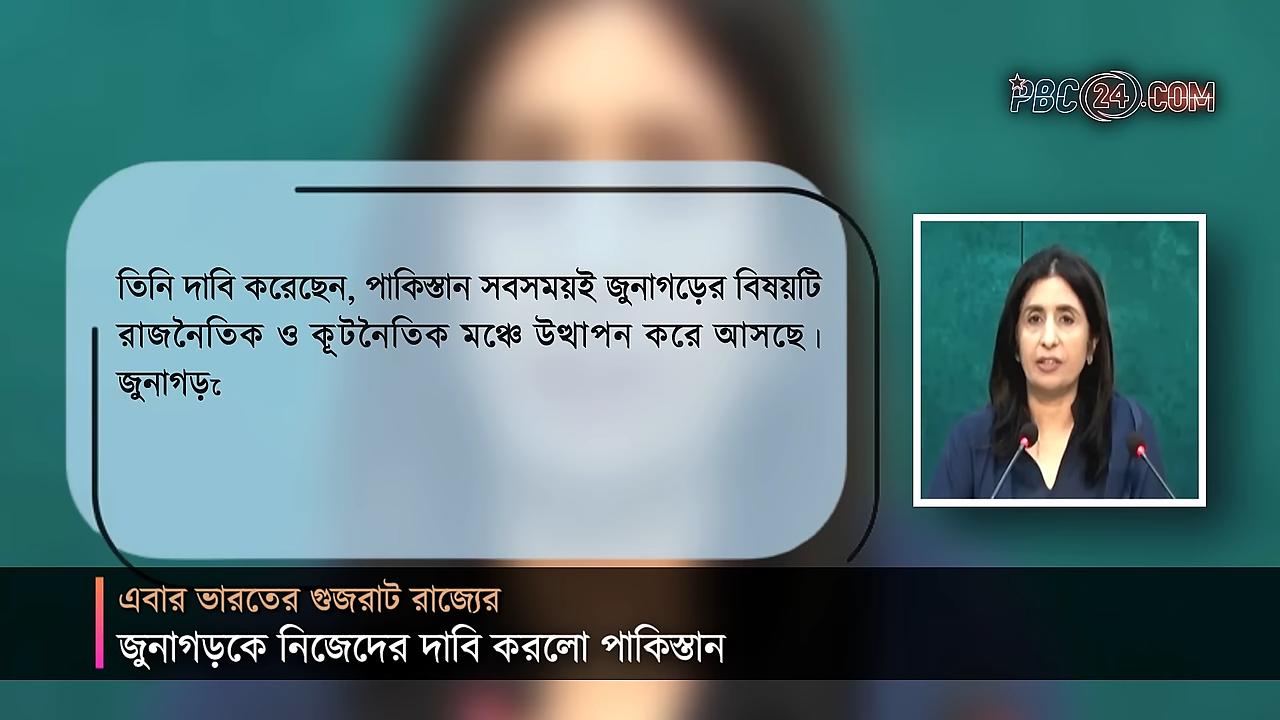 PBC24.COM
তিনি দাবি করেছেন, পাকিস্তান সবসময়ই জুনাগড়ের বিষয়টি
রাজনৈতিক ও কূটনৈতিক মঞ্চে উত্থাপন করে আসছে।
জুনাগড়
এবার ভারতের গুজরাট রাজ্যের
জুনাগড়কে নিজেদের দাবি করলো পাকিস্তান